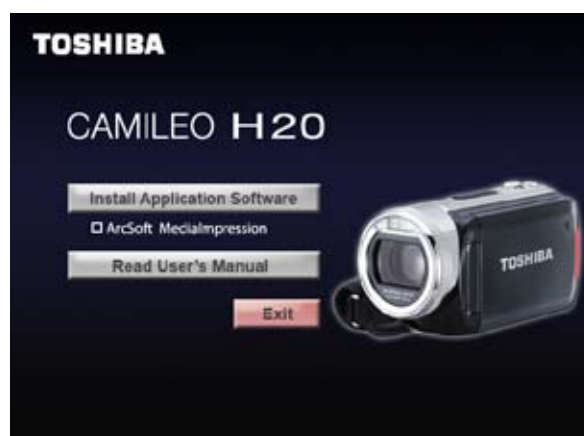 TOSHIBA
CAMILEO H20
Install Application Software
ArcSoft MediaImpression
Read User's Manual
Exit
TOSHIBA